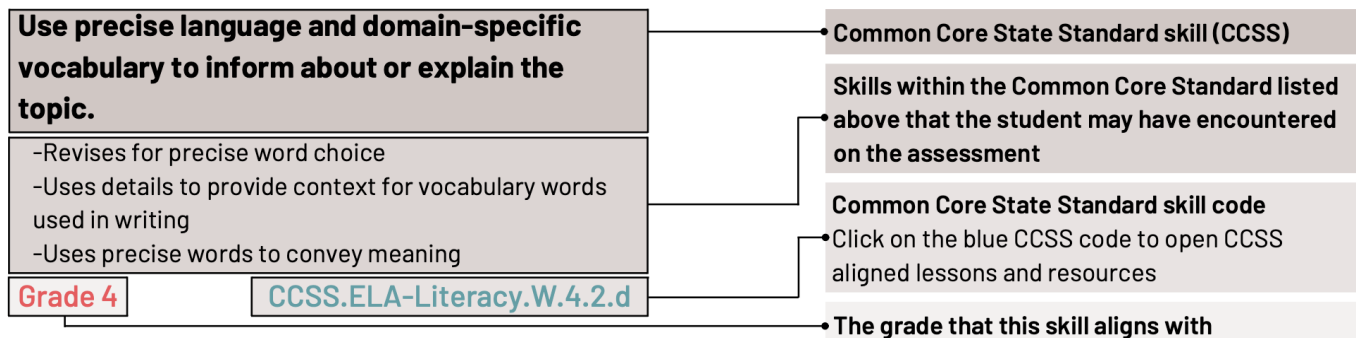 Use precise language and domain-specific
vocabulary to inform about or explain the
topic.
-Revises for precise word choice
-Uses details to provide context for vocabulary words
used in writing
-Uses precise words to convey meaning
Grade 4
CCSS.ELA-Literacy.W.4.2.d
Common Core State Standard skill (CCSS)
Skills within the Common Core Standard listed
above that the student may have encountered
on the assessment
Common Core State Standard skill code
Click on the blue CCSS code to open CCSS
aligned lessons and resources
The grade that this skill aligns with